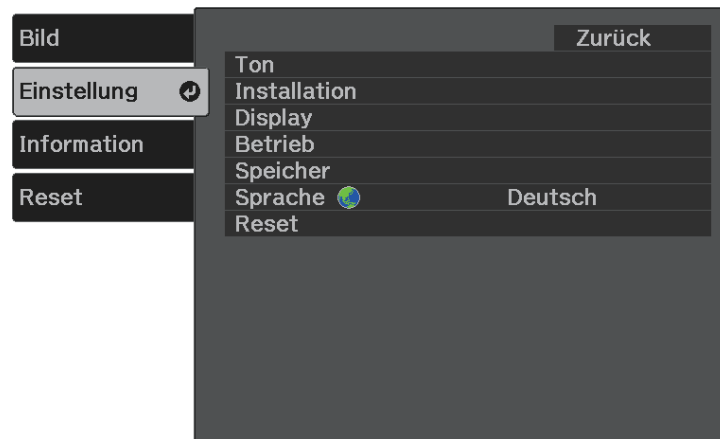 Bild
Einstellung
Information
Reset
Zurück
Ton
Installation
Display
Betrieb
Speicher
Sprache Deutsch
Reset